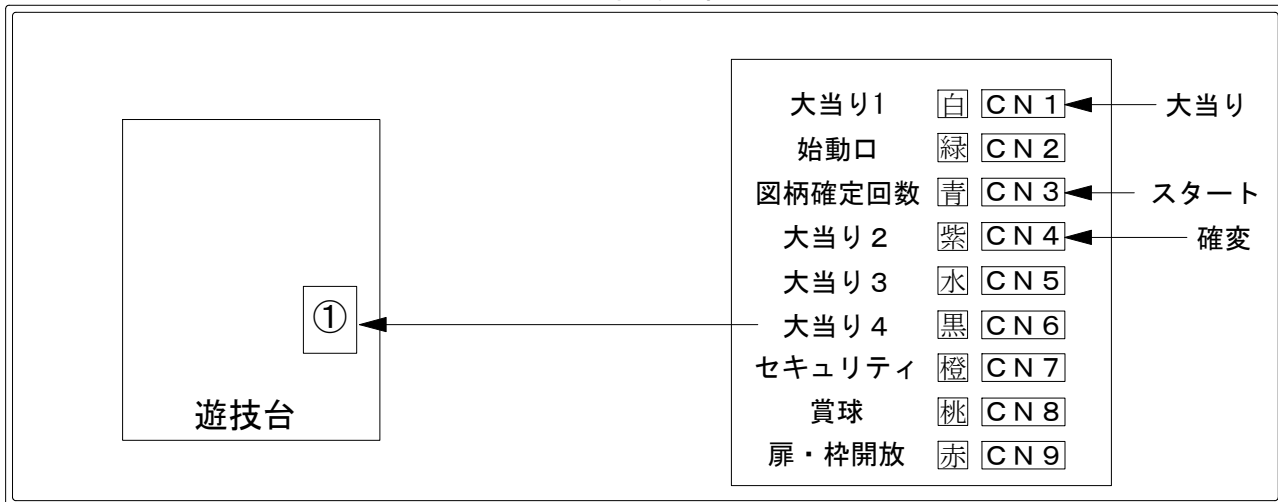 大当り1 白 ＣＮ１ 大当り
始動口 緑 ＣＮ２
図柄確定回数 青 ＣＮ３ スタート
大当り２ 紫 ＣＮ４ 確変
大当り３ 水 ＣＮ５
① 大当り４ 黒 ＣＮ６
セキュリティ 橙 ＣＮ７
遊技台 賞球 桃 ＣＮ８
扉・枠開放 赤 ＣＮ９